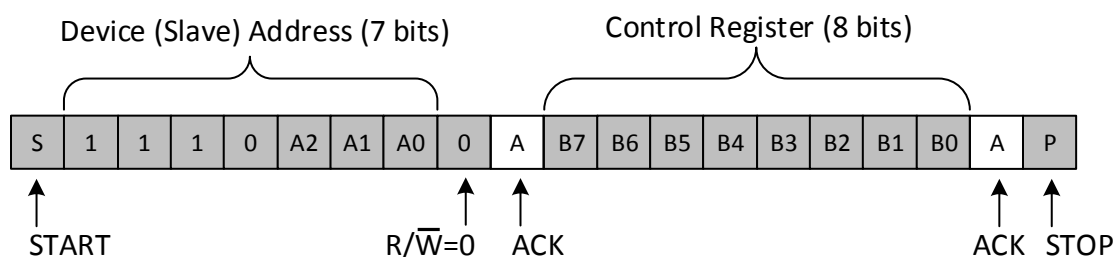 Device (Slave) Address (7 bits) Control Register (8 bits)
S 1 1 1 0 A2 A1 A0 0 A B7 B6 B5 B4 B3 B2 B1 B0 A P
START R/W̅=0 ACK ACK STOP